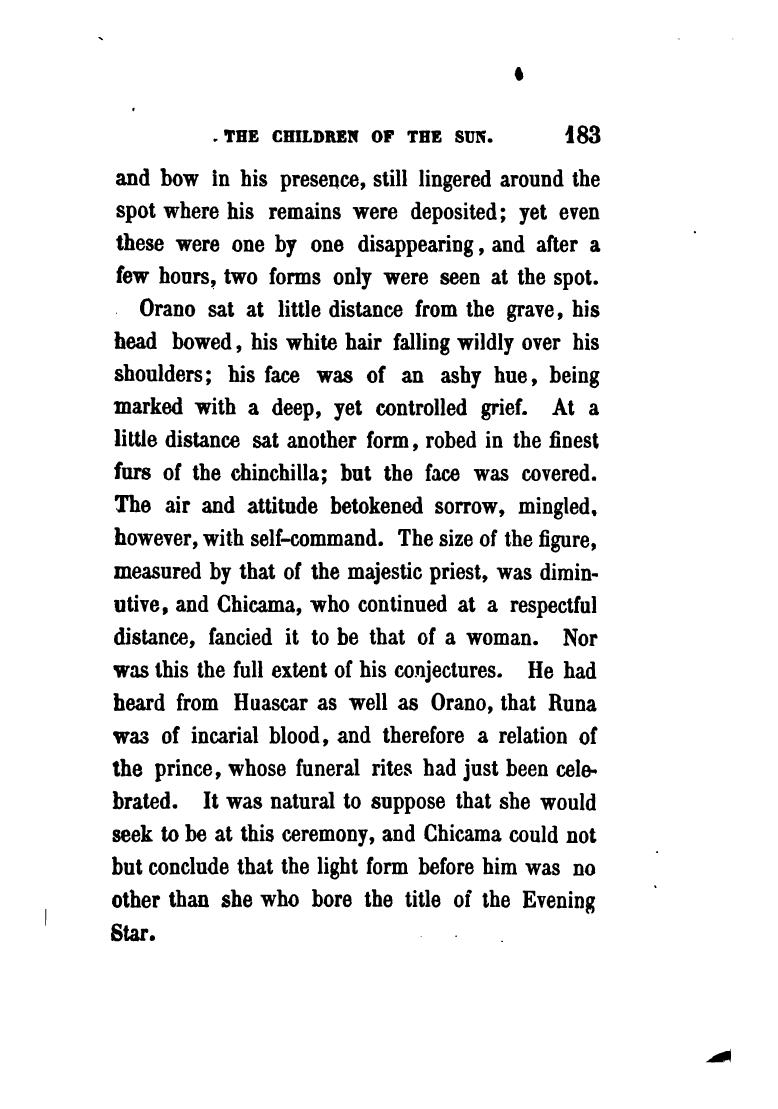 THE CHILDREN OF THE SUN. 183
and bow in his presence, still lingered around the
spot where his remains were deposited; yet even
these were one by one disappearing, and after a
few hours, two forms only were seen at the spot.
Orano sat at little distance from the grave, his
head bowed, his white hair falling wildly over his
shoulders; his face was of an ashy hue, being
marked with a deep, yet controlled grief. At a
little distance sat another form, robed in the finest
furs of the chinchilla; but the face was covered.
The air and attitude betokened sorrow, mingled,
however, with self-command. The size of the figure,
measured by that of the majestic priest, was dimin-
utive, and Chicama, who continued at a respectful
distance, fancied it to be that of a woman. Nor
was this the full extent of his conjectures. He had
heard from Huascar as well as Orano, that Runa
was of incarial blood, and therefore a relation of
the prince, whose funeral rites had just been cele-
brated. It was natural to suppose that she would
seek to be at this ceremony, and Chicama could not
but conclude that the light form before him was no
other than she who bore the title of the Evening
Star.